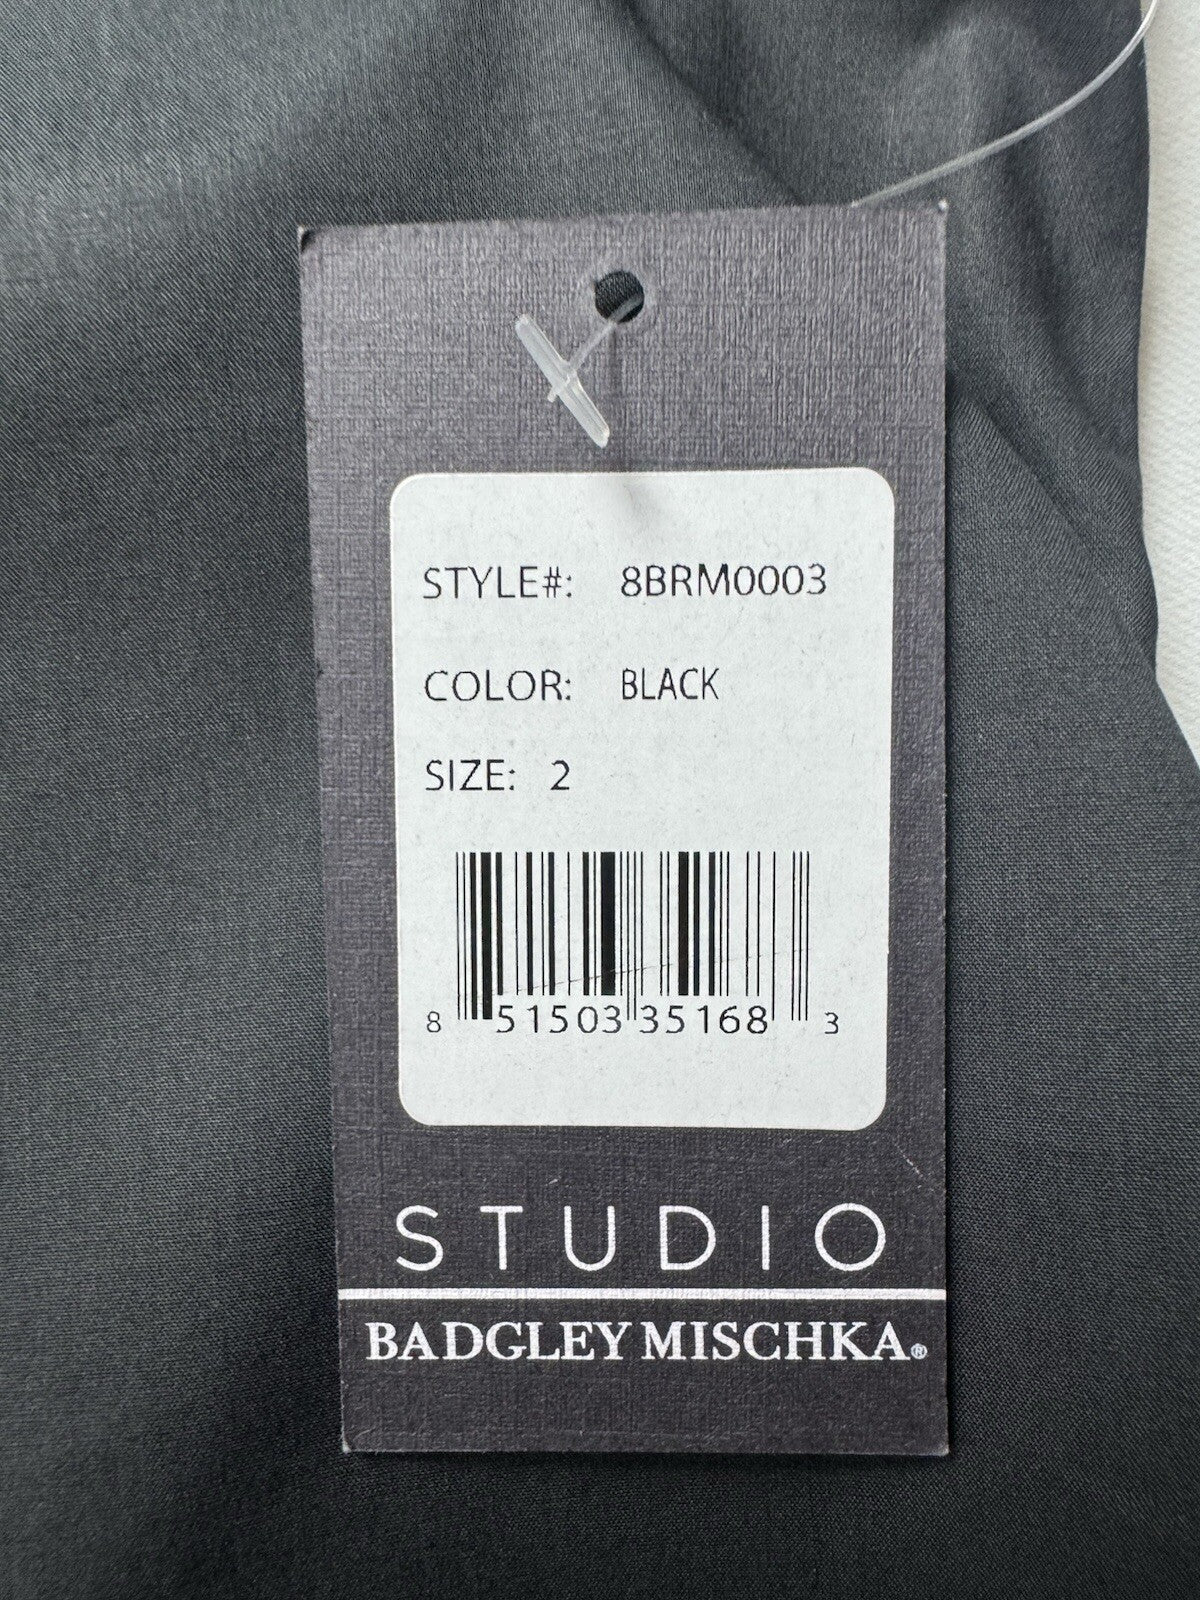 STYLE#: 8BRM0003
COLOR: BLACK
SIZE: 2
8 51503 35168 3
STUDIO
BADGLEY MISCHKA®